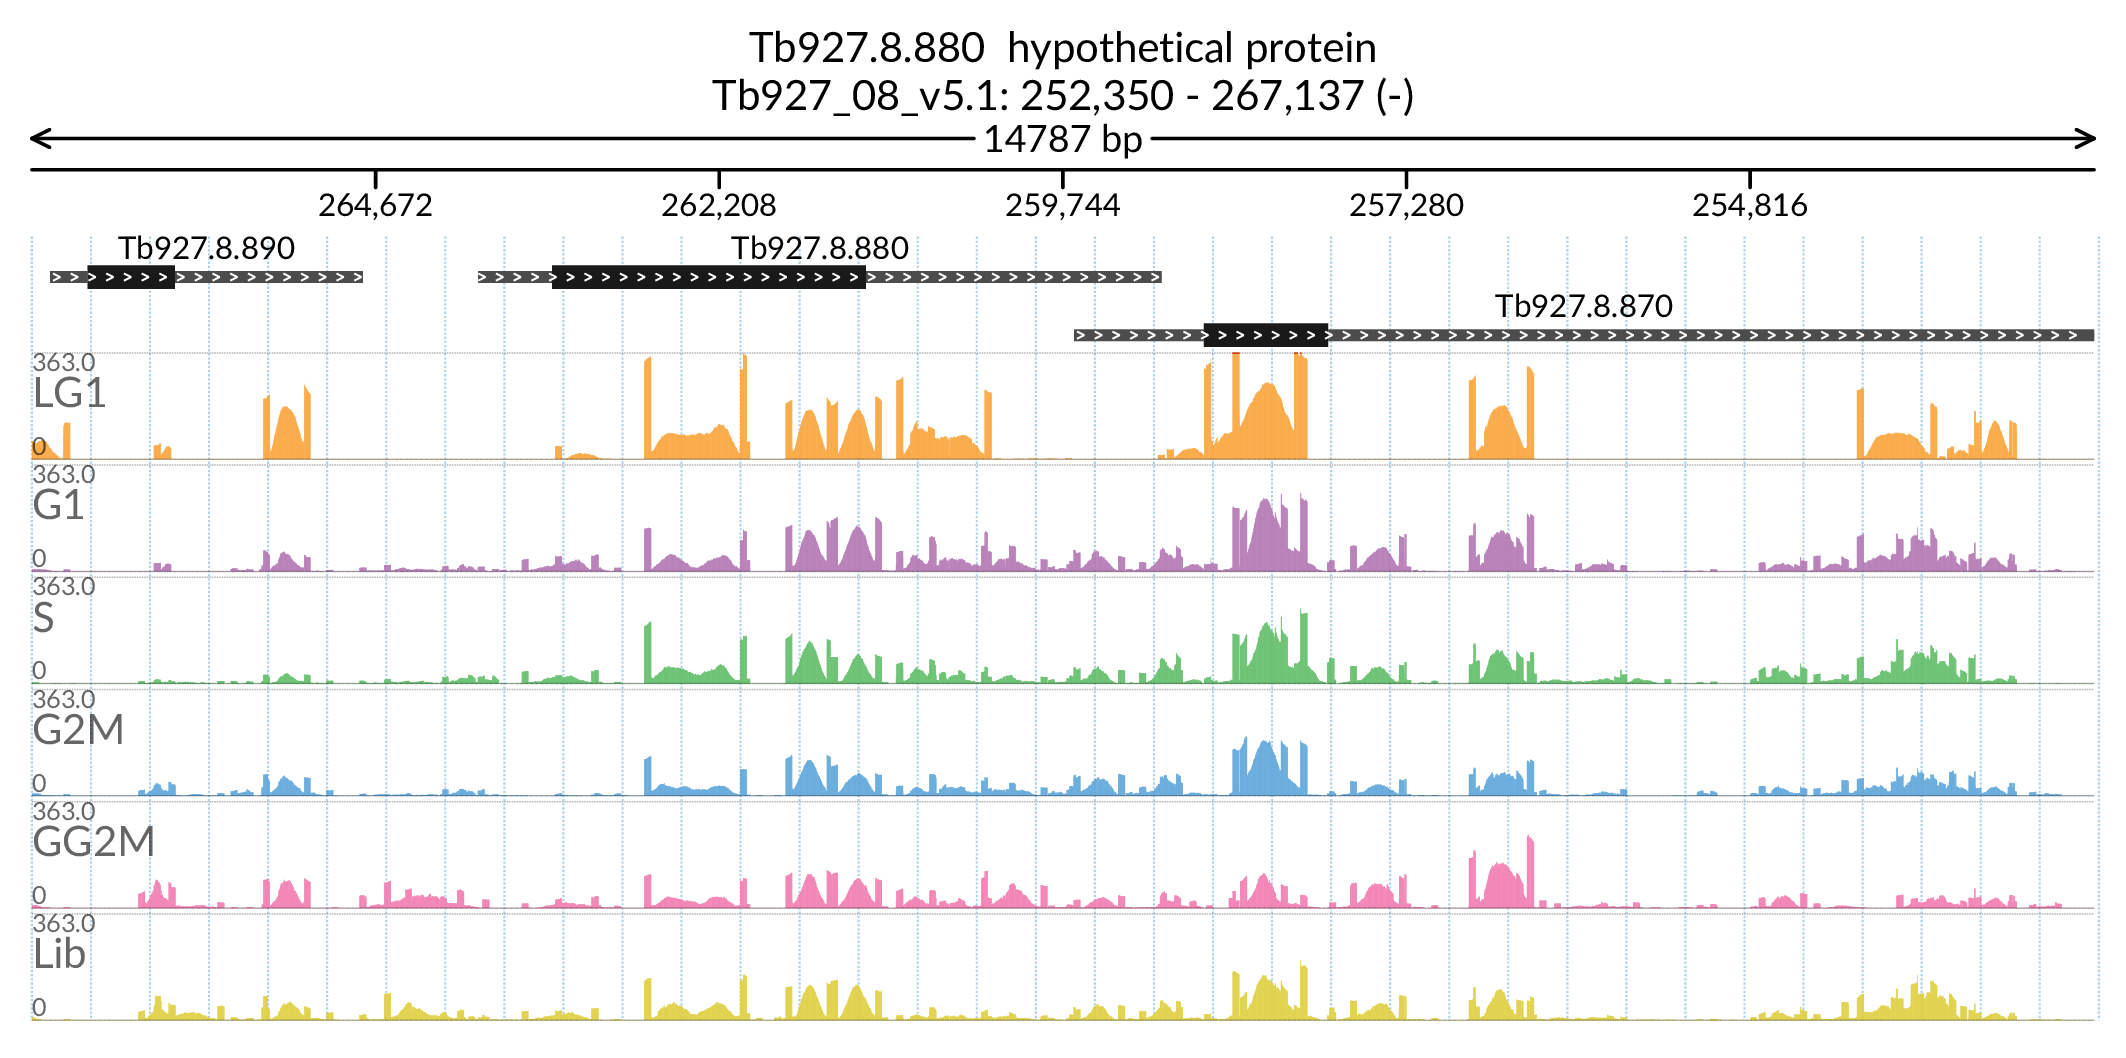 Tb927.8.880  hypothetical protein
Tb927_08_v5.1: 252,350 - 267,137 (-)
14787 bp
264,672 262,208 259,744 257,280 254,816
Tb927.8.890 Tb927.8.880
Tb927.8.870
363.0
LG1
0
363.0
G1
0
363.0
S
0
363.0
G2M
0
363.0
GG2M
0
363.0
Lib
0